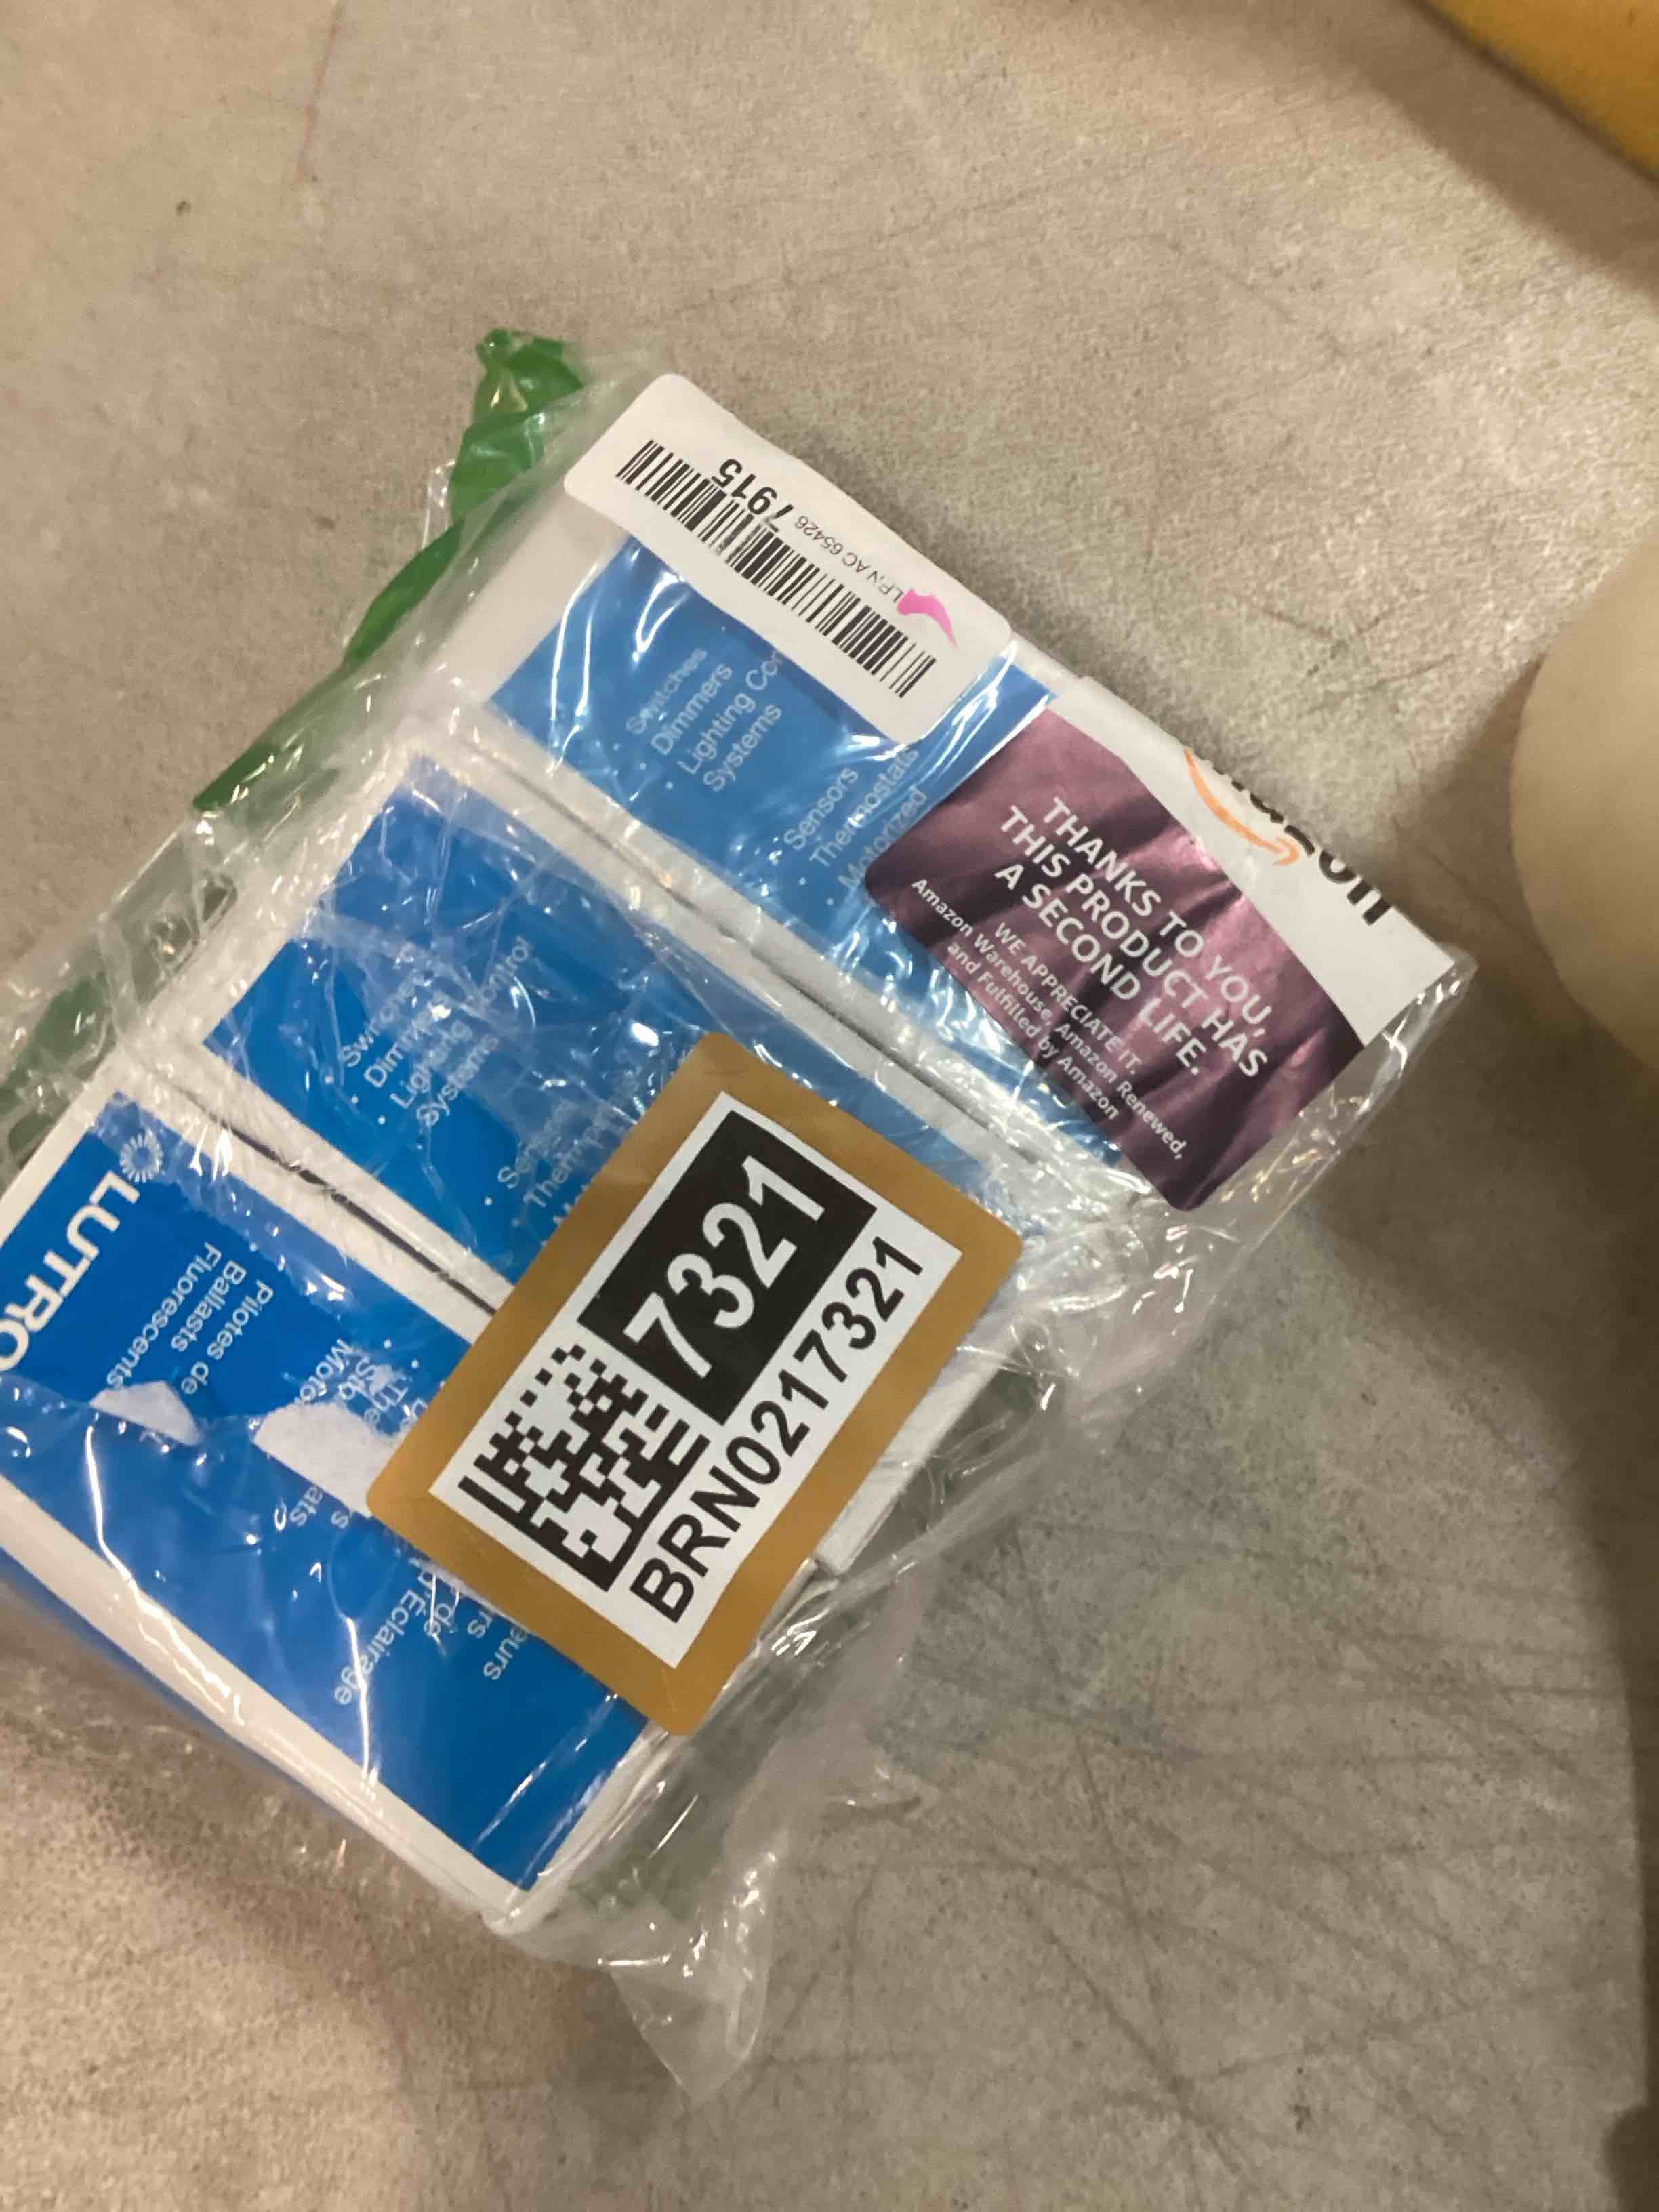 LPN AC 65426 7915
Switches
Dimmers
Lighting Co
Systems
Sensors
Thermostats
Motorized
THANKS TO YOU,
THIS PRODUCT HAS
A SECOND LIFE.
WE APPRECIATE IT.
Amazon Warehouse, Amazon Renewed,
and Fulfilled by Amazon
Lighting Control
Systems
7321
BRN0217321
LUTRO
Pilotes de
Ballasts
Fluorescents
d'Éclairage